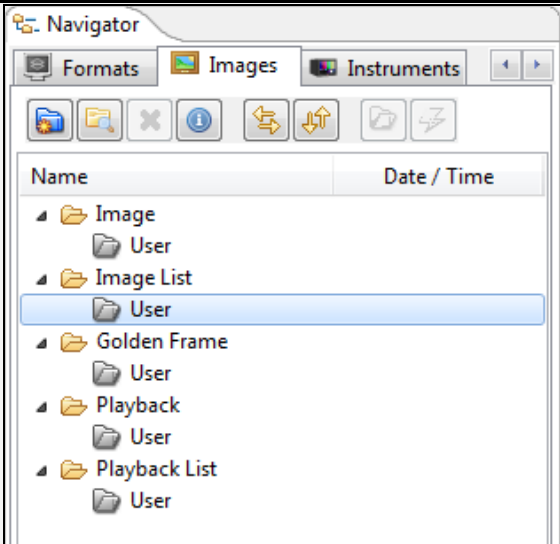 Navigator
Formats Images Instruments
Name Date / Time
Image
User
Image List
User
Golden Frame
User
Playback
User
Playback List
User